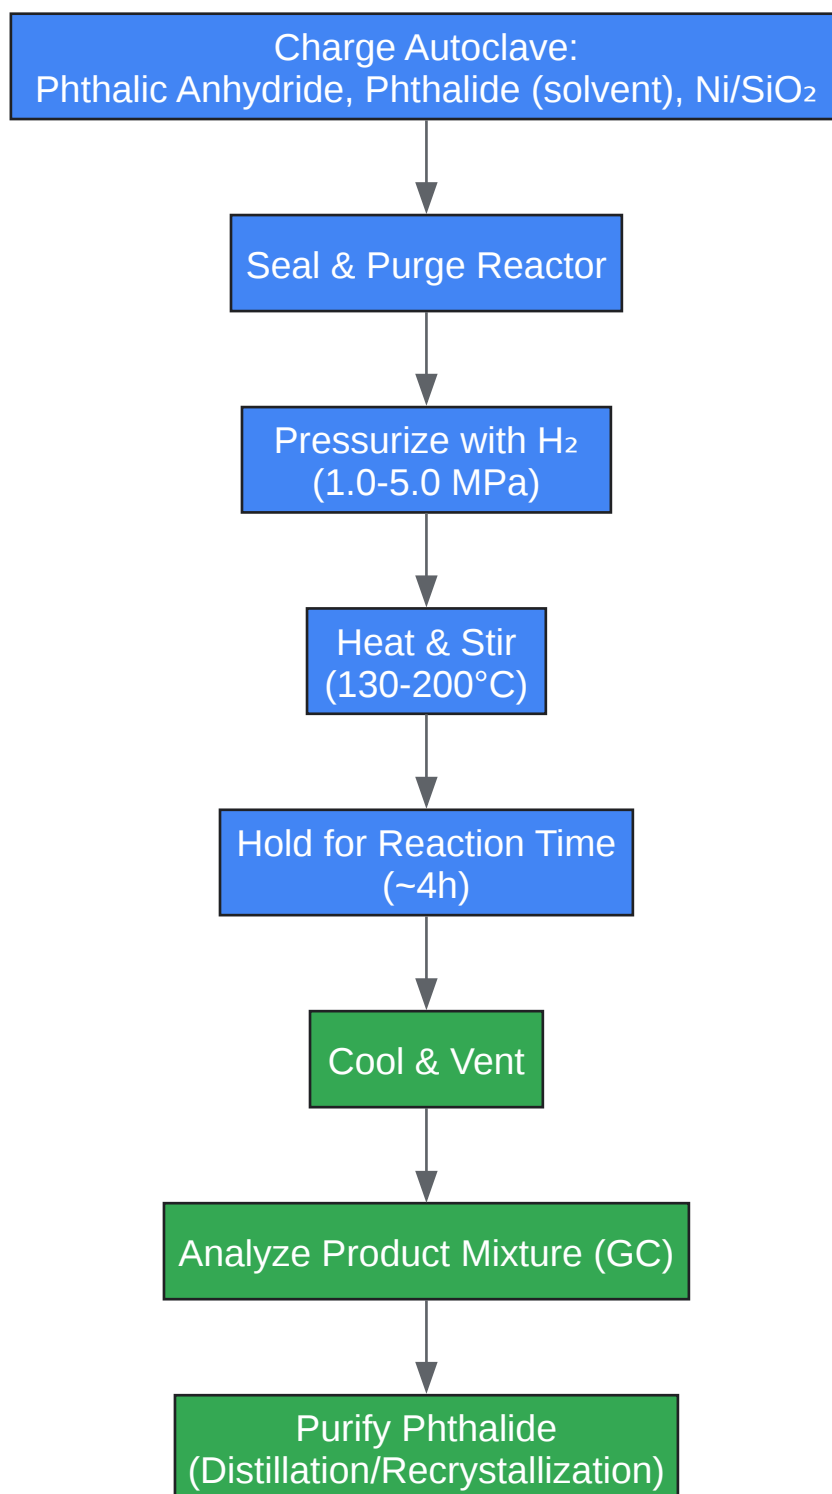 Charge Autoclave:
Phthalic Anhydride, Phthalide (solvent), Ni/SiO₂
Seal & Purge Reactor
Pressurize with H₂
(1.0-5.0 MPa)
Heat & Stir
(130-200°C)
Hold for Reaction Time
(~4h)
Cool & Vent
Analyze Product Mixture (GC)
Purify Phthalide
(Distillation/Recrystallization)